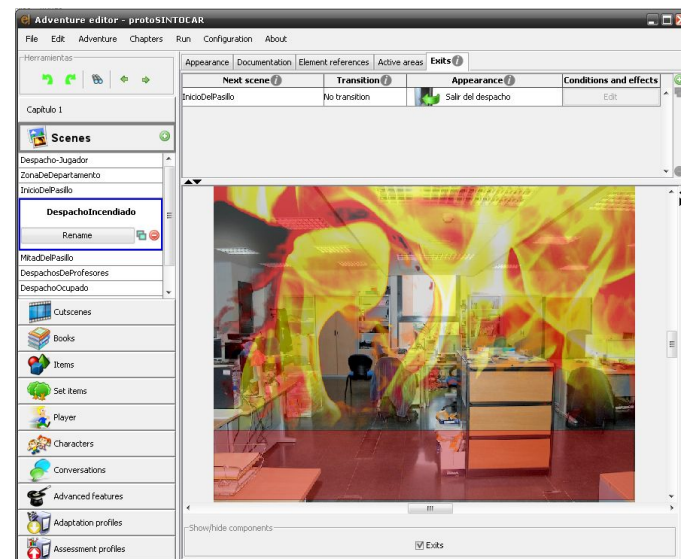 Adventure editor - protoSINTOCAR
File Edit Adventure Chapters Run Configuration About
Herramientas
Capítulo 1
Scenes
Despacho-Jugador
ZonaDeDepartamento
InicioDelPasillo
DespachoIncendiado
Rename
MitadDelPasillo
DespachosDeProfesores
DespachoOcupado
Cutscenes
Books
Items
Set items
Player
Characters
Conversations
Advanced features
Adaptation profiles
Assessment profiles
Appearance Documentation Element references Active areas Exits
Next scene Transition Appearance Conditions and effects
InicioDelPasillo No transition Salir del despacho Edit
Show/hide components
Exits